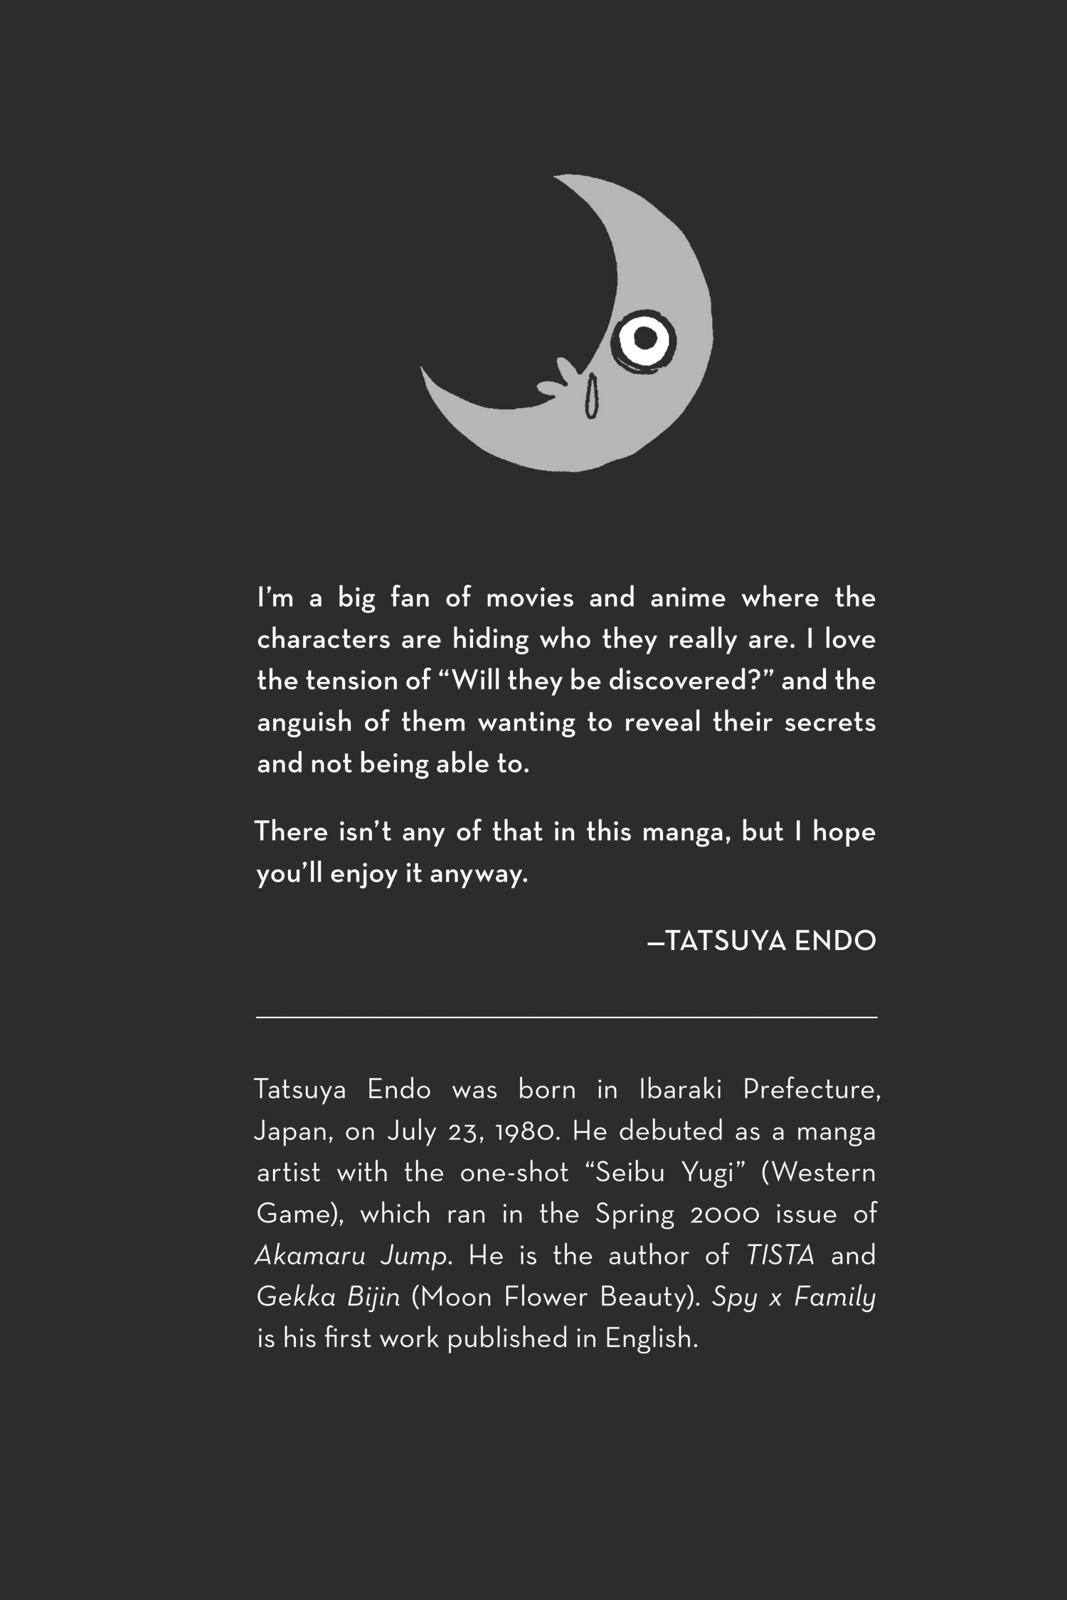 I’m a big fan of movies and anime where the
characters are hiding who they really are. I love
the tension of “Will they be discovered?” and the
anguish of them wanting to reveal their secrets
and not being able to.
There isn’t any of that in this manga, but I hope
you’ll enjoy it anyway.
—TATSUYA ENDO
Tatsuya Endo was born in Ibaraki Prefecture,
Japan, on July 23, 1980. He debuted as a manga
artist with the one-shot “Seibu Yugi” (Western
Game), which ran in the Spring 2000 issue of
Akamaru Jump. He is the author of TISTA and
Gekka Bijin (Moon Flower Beauty). Spy x Family
is his first work published in English.